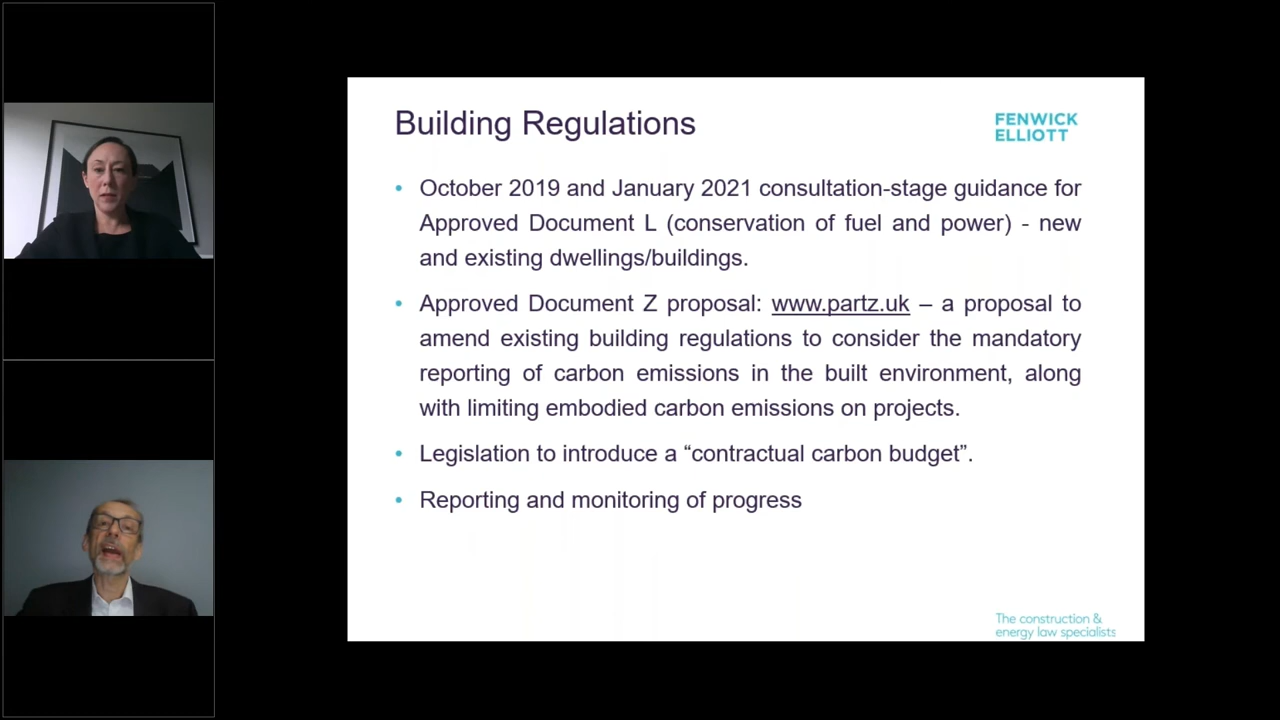 Building Regulations
FENWICK
ELLIOTT
• October 2019 and January 2021 consultation-stage guidance for
Approved Document L (conservation of fuel and power) - new
and existing dwellings/buildings.
• Approved Document Z proposal: www.partz.uk – a proposal to
amend existing building regulations to consider the mandatory
reporting of carbon emissions in the built environment, along
with limiting embodied carbon emissions on projects.
• Legislation to introduce a “contractual carbon budget”.
• Reporting and monitoring of progress
The construction &
energy law specialists